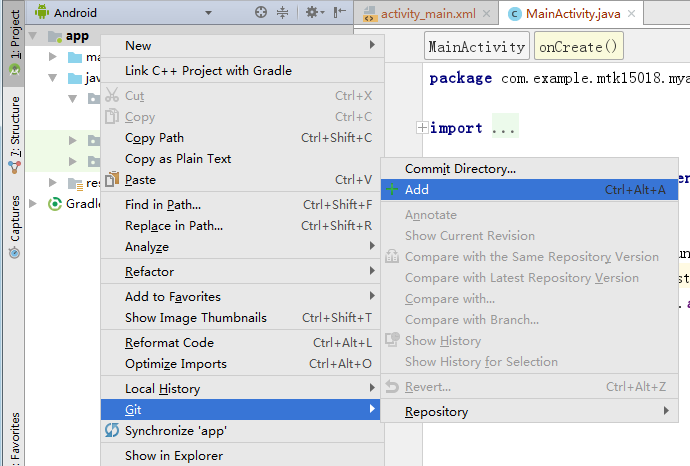 Android
activity_main.xml
MainActivity.java
1: Project
7: Structure
Captures
Favorites
app
ma
jav
res
Gradle
New
Link C++ Project with Gradle
Cut Ctrl+X
Copy Ctrl+C
Copy Path Ctrl+Shift+C
Copy as Plain Text
Paste Ctrl+V
Find in Path... Ctrl+Shift+F
Replace in Path... Ctrl+Shift+R
Analyze
Refactor
Add to Favorites
Show Image Thumbnails Ctrl+Shift+T
Reformat Code Ctrl+Alt+L
Optimize Imports Ctrl+Alt+O
Local History
Git
Synchronize 'app'
Show in Explorer
MainActivity onCreate()
package com.example.mtk15018.mya
import ...
Commit Directory...
Add Ctrl+Alt+A
Annotate
Show Current Revision
Compare with the Same Repository Version
Compare with Latest Repository Version
Compare with...
Compare with Branch...
Show History
Show History for Selection
Revert... Ctrl+Alt+Z
Repository
er
un
st
.a